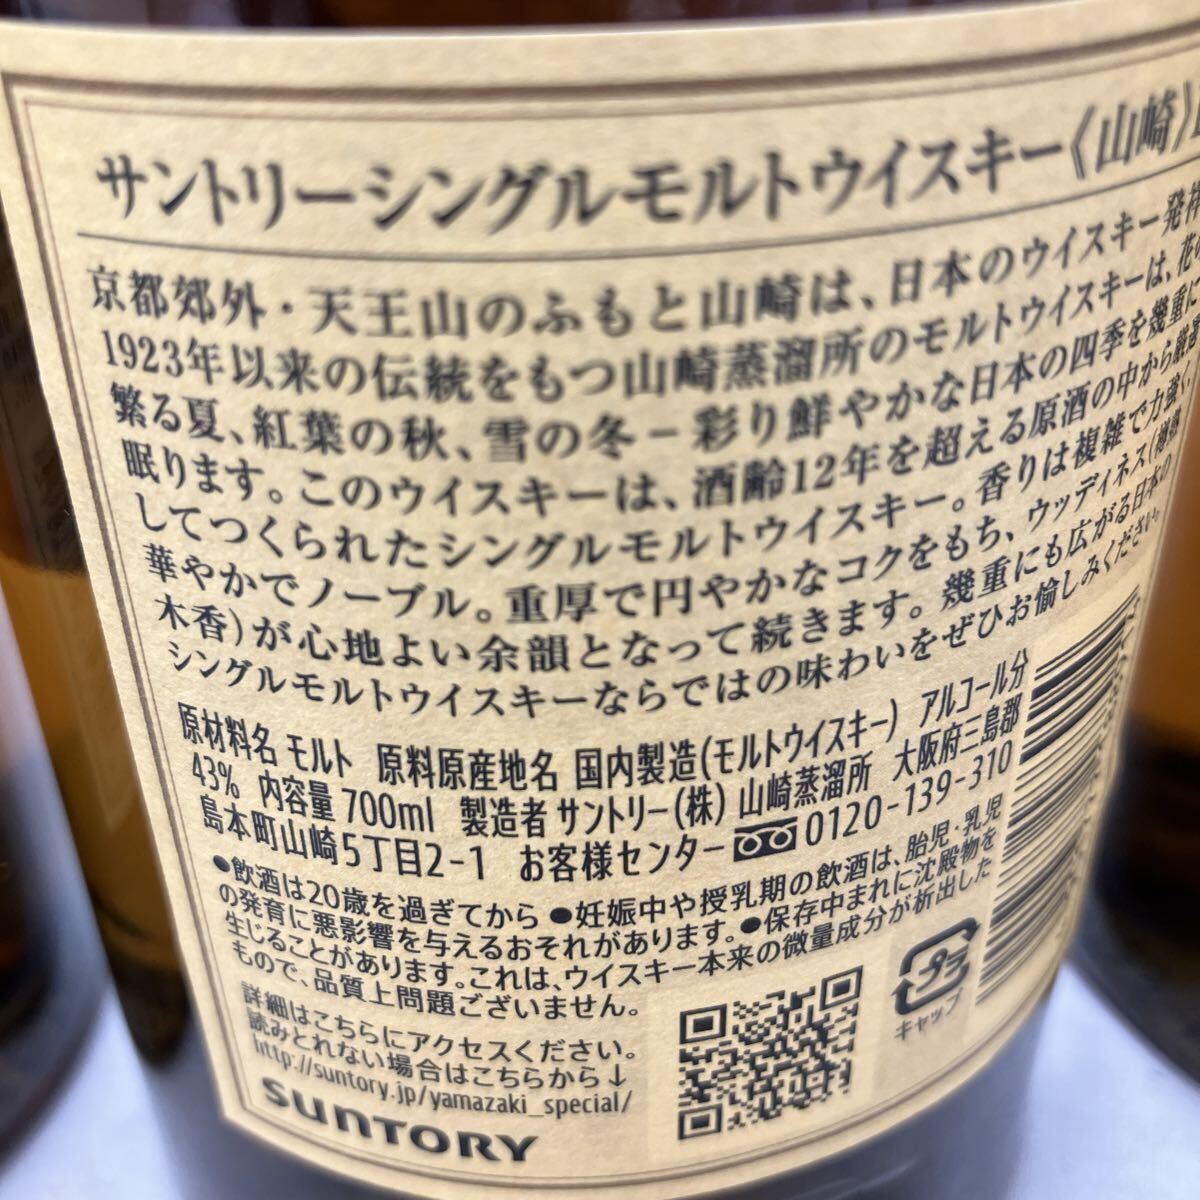 サントリーシングルモルトウイスキー《山崎》
京都郊外・天王山のふもと山崎は、日本のウイスキー発祥
1923年以来の伝統をもつ山崎蒸溜所のモルトウイスキーは、花の
繁る夏、紅葉の秋、雪の冬－彩り鮮やかな日本の四季を幾重に
眠ります。このウイスキーは、酒齢12年を超える原酒の中から厳選
してつくられたシングルモルトウイスキー。香りは複雑で力強く、
華やかでノーブル。重厚で円やかなコクをもち、ウッディネス(樽熟
木香)が心地よい余韻となって続きます。幾重にも広がる日本の
シングルモルトウイスキーならではの味わいをぜひお愉しみください。
原材料名 モルト 原料原産地名 国内製造(モルトウイスキー) アルコール分
43% 内容量 700ml 製造者 サントリー(株) 山崎蒸溜所 大阪府三島郡
島本町山崎5丁目2-1 お客様センター 0120-139-310
●飲酒は20歳を過ぎてから ●妊娠中や授乳期の飲酒は、胎児・乳児
の発育に悪影響を与えるおそれがあります。●保存中まれに沈殿物を
生じることがあります。これは、ウイスキー本来の微量成分が析出した
もので、品質上問題ございません。
詳細はこちらにアクセスください。
読みとれない場合はこちらから↓
http://suntory.jp/yamazaki_special/
プラ
キャップ
SUNTORY